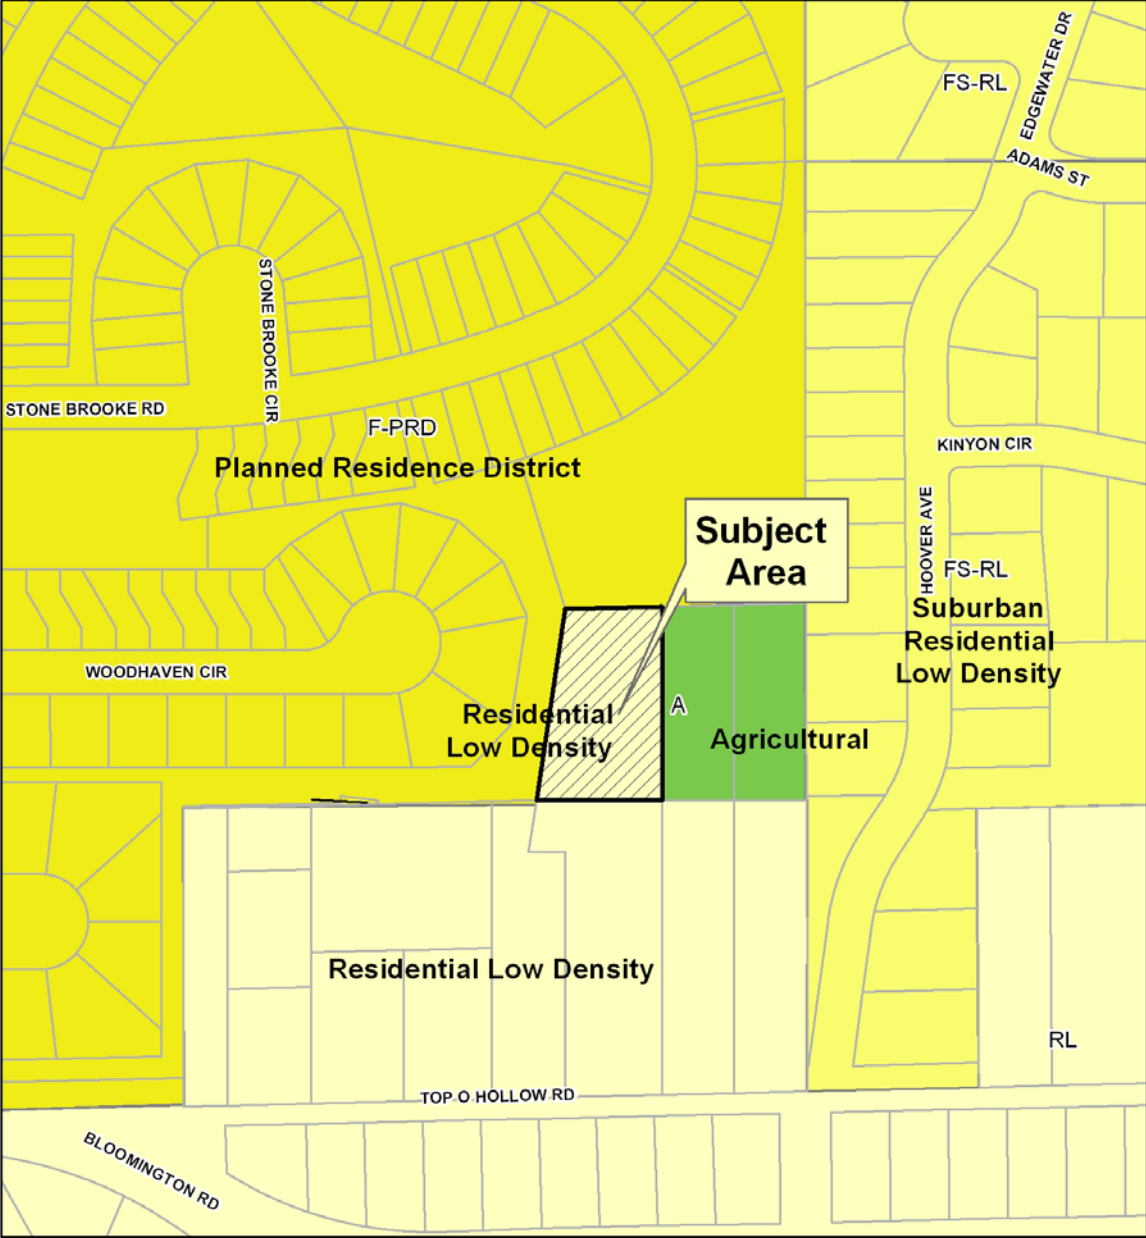 FS-RL
EDGEWATER DR
ADAMS ST
STONE BROOKE CIR
STONE BROOKE RD
F-PRD
Planned Residence District
KINYON CIR
Subject
Area
HOOVER AVE
FS-RL
Suburban
Residential
Low Density
WOODHAVEN CIR
Residential
Low Density
A
Agricultural
Residential Low Density
RL
TOP O HOLLOW RD
BLOOMINGTON RD